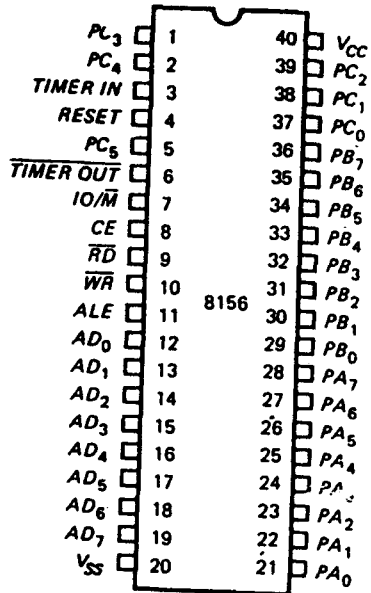 PC3 1 40 VCC
PC4 2 39 PC2
TIMER IN 3 38 PC1
RESET 4 37 PC0
PC5 5 36 PB7
TIMER OUT 6 35 PB6
IO/M 7 34 PB5
CE 8 33 PB4
RD 9 32 PB3
WR 10 31 PB2
8156
ALE 11 30 PB1
AD0 12 29 PB0
AD1 13 28 PA7
AD2 14 27 PA6
AD3 15 26 PA5
AD4 16 25 PA4
AD5 17 24
AD6 18 23 PA2
AD7 19 22 PA1
VSS 20 21 PA0